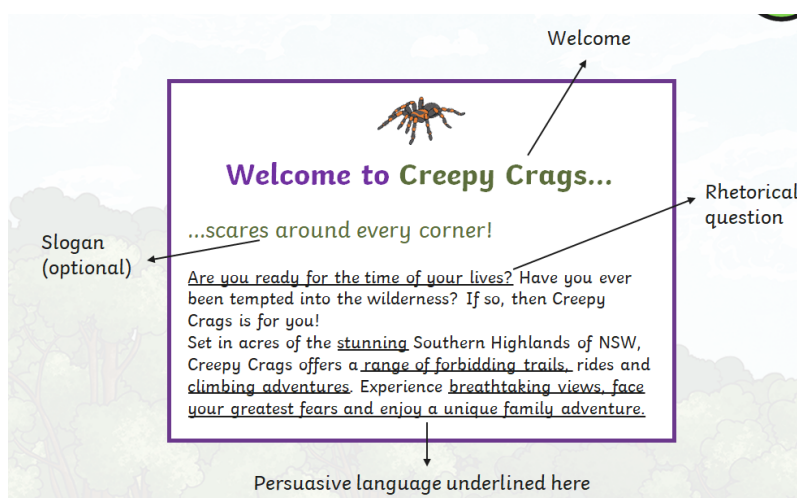 Welcome
Welcome to Creepy Crags...
Rhetorical
question
...scares around every corner!
Slogan
(optional)
Are you ready for the time of your lives? Have you ever
been tempted into the wilderness? If so, then Creepy
Crags is for you!
Set in acres of the stunning Southern Highlands of NSW,
Creepy Crags offers a range of forbidding trails, rides and
climbing adventures. Experience breathtaking views, face
your greatest fears and enjoy a unique family adventure.
Persuasive language underlined here